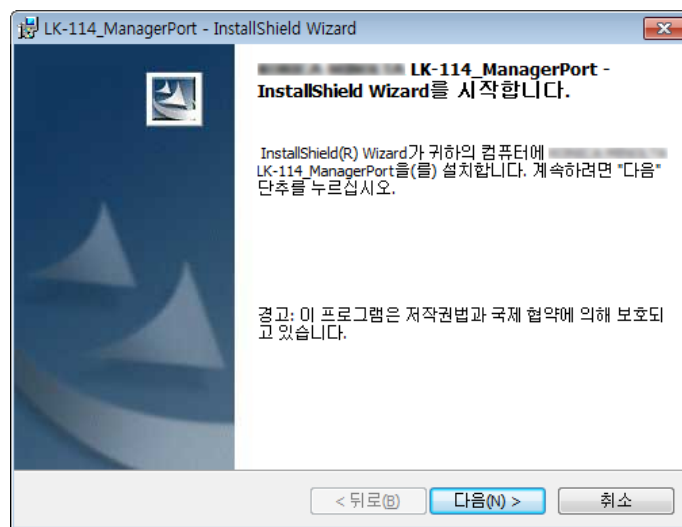 LK-114_ManagerPort - InstallShield Wizard
LK-114_ManagerPort -
InstallShield Wizard를 시작합니다.
InstallShield(R) Wizard가 귀하의 컴퓨터에
LK-114_ManagerPort을(를) 설치합니다. 계속하려면 "다음"
단추를 누르십시오.
경고: 이 프로그램은 저작권법과 국제 협약에 의해 보호되
고 있습니다.
< 뒤로(B)
다음(N) >
취소